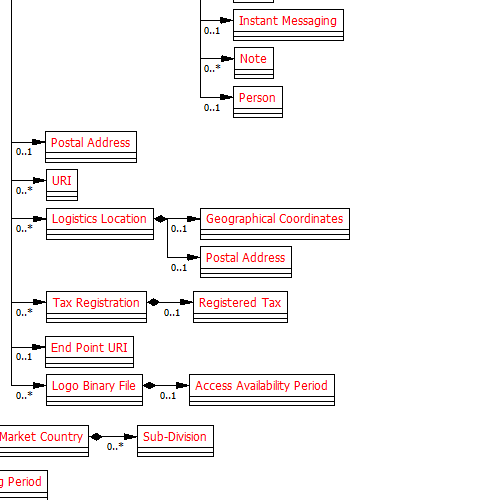 Instant Messaging
0..1
Note
0..*
Person
0..1
Postal Address
0..1
URI
0..*
Logistics Location
Geographical Coordinates
0..*
0..1
Postal Address
0..1
Tax Registration
Registered Tax
0..*
0..1
End Point URI
0..1
Logo Binary File
Access Availability Period
0..*
0..1
Market Country
Sub-Division
0..*
g Period